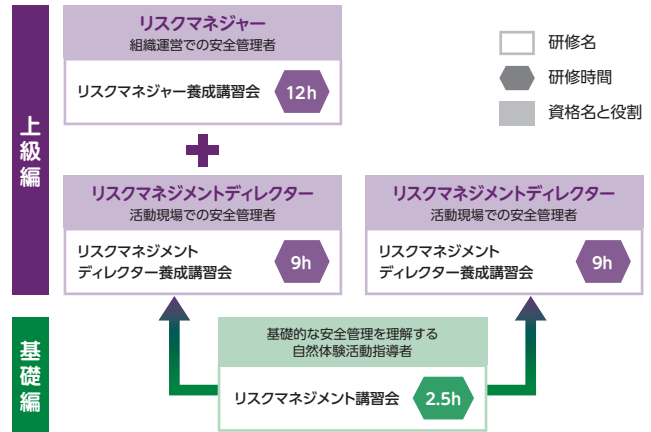 上級編
リスクマネジャー
組織運営での安全管理者
リスクマネジャー養成講習会
12h
研修名
研修時間
資格名と役割
リスクマネジメントディレクター
活動現場での安全管理者
リスクマネジメント
ディレクター養成講習会
9h
リスクマネジメントディレクター
活動現場での安全管理者
リスクマネジメント
ディレクター養成講習会
9h
基礎編
基礎的な安全管理を理解する
自然体験活動指導者
リスクマネジメント講習会
2.5h